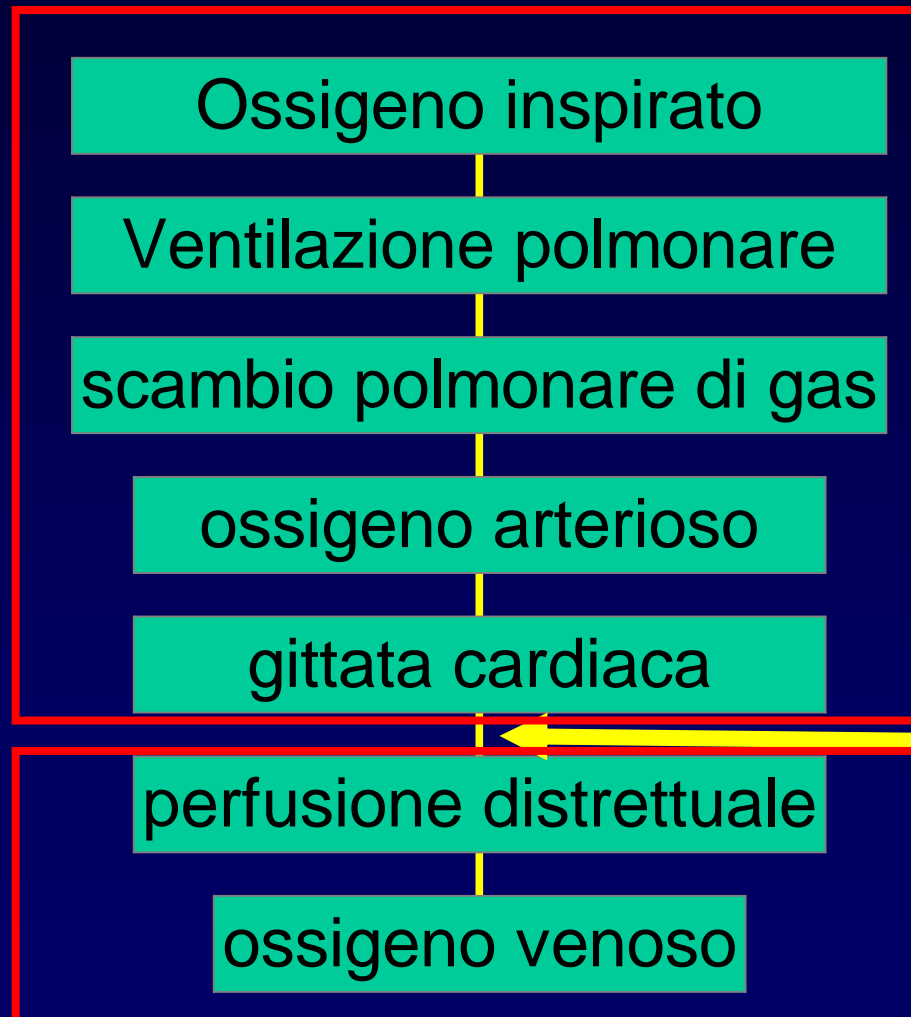 Ossigeno inspirato
Ventilazione polmonare
scambio polmonare di gas
ossigeno arterioso
gittata cardiaca
perfusione distrettuale
ossigeno venoso